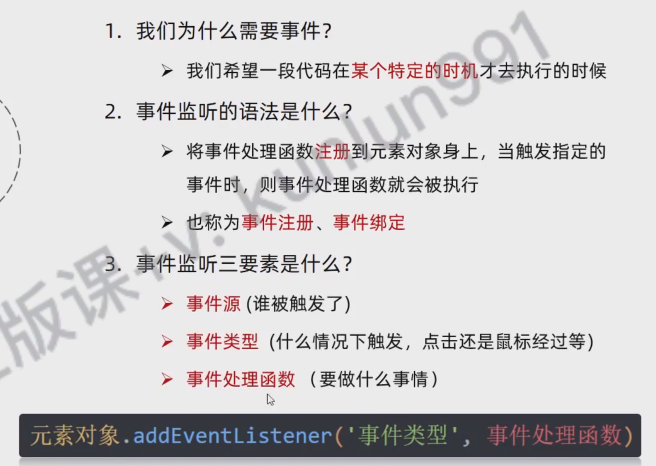 1. 我们为什么需要事件？
➢ 我们希望一段代码在某个特定的时机才去执行的时候
2. 事件监听的语法是什么？
➢ 将事件处理函数注册到元素对象身上，当触发指定的
事件时，则事件处理函数就会被执行
➢ 也称为事件注册、事件绑定
3. 事件监听三要素是什么？
➢ 事件源 (谁被触发了)
➢ 事件类型 (什么情况下触发，点击还是鼠标经过等)
➢ 事件处理函数 （要做什么事情）
元素对象.addEventListener('事件类型', 事件处理函数)
版课+v: kunlun991